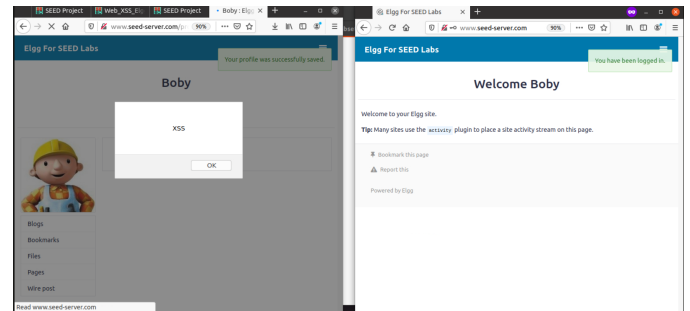 SEED Project
Web_XSS_Elg
SEED Project
Boby : Elgg
www.seed-server.com/p
90%
Elgg For SEED Labs
Your profile was successfully saved.
Boby
XSS
OK
Blogs
Bookmarks
Files
Pages
Wire post
Read www.seed-server.com
Elgg For SEED Labs
www.seed-server.com
90%
Elgg For SEED Labs
You have been logged in.
Welcome Boby
Welcome to your Elgg site.
Tip: Many sites use the activity plugin to place a site activity stream on this page.
Bookmark this page
Report this
Powered by Elgg